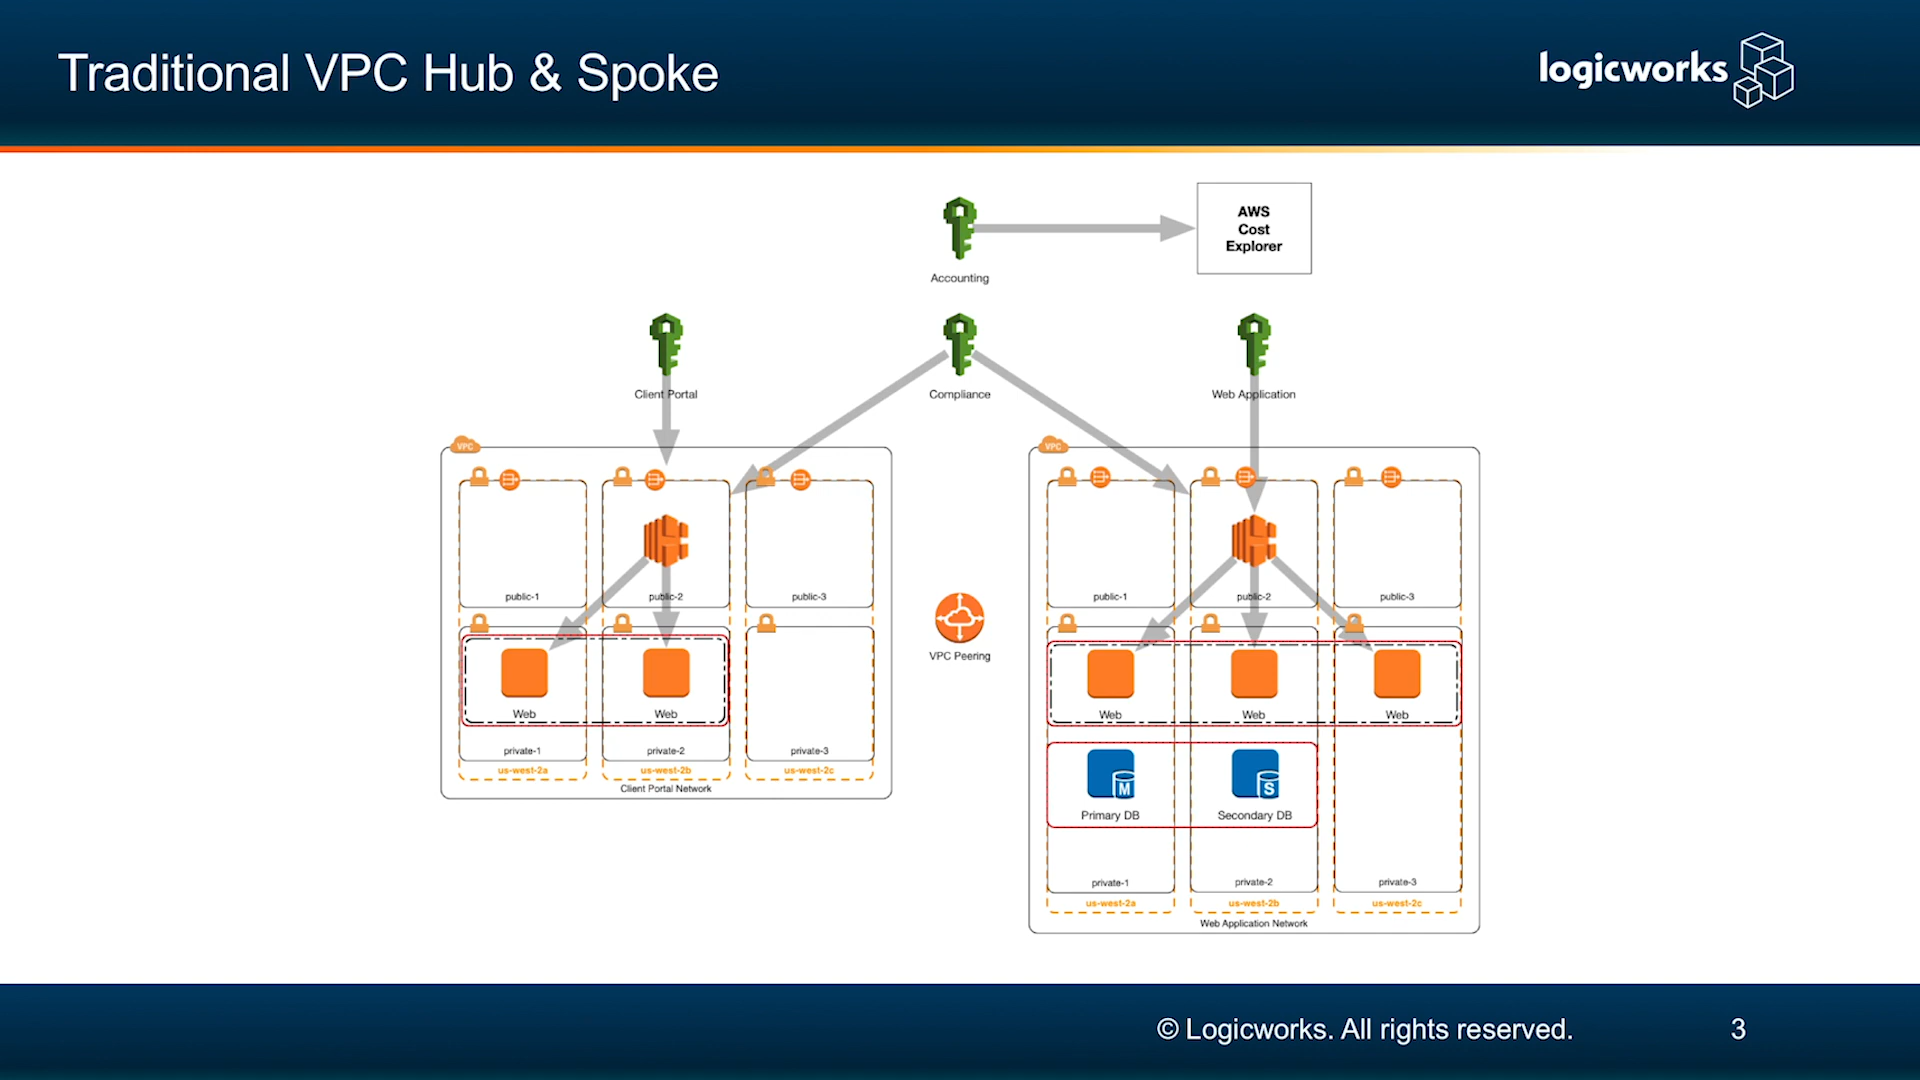 Traditional VPC Hub & Spoke
logicworks
AWS
Cost
Explorer
Accounting
Client Portal
Compliance
Web Application
VPC
public-1
public-2
public-3
Web
Web
private-1
private-2
private-3
us-west-2a
us-west-2b
us-west-2c
Client Portal Network
VPC Peering
VPC
public-1
public-2
public-3
Web
Web
Web
M
S
Primary DB
Secondary DB
private-1
private-2
private-3
us-west-2a
us-west-2b
us-west-2c
Web Application Network
© Logicworks. All rights reserved.
3